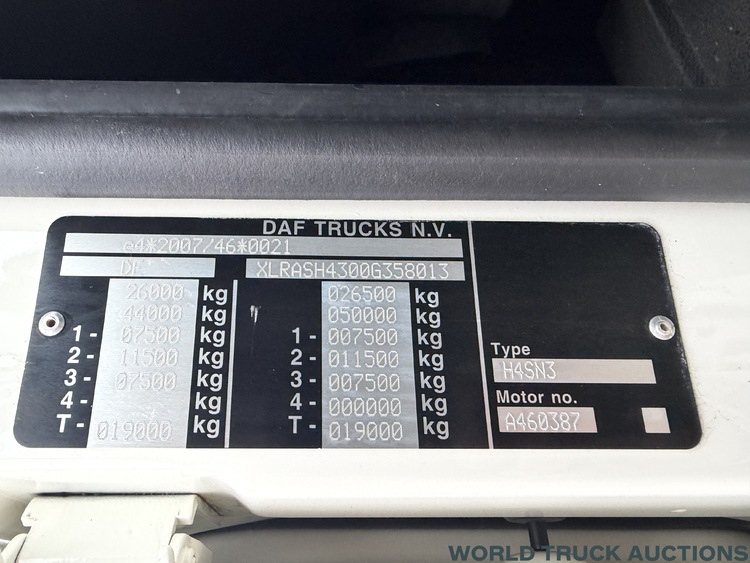 DAF TRUCKS N.V.
e4*2007/46*0021
DF XLRASH4300G358013
26000 kg 026500 kg
44000 kg 050000 kg
1- 07500 kg 1- 007500 kg
2- 11500 kg 2- 011500 kg
3- 07500 kg 3- 007500 kg
4- kg 4- 000000 kg
T- 019000 kg T- 019000 kg
Type
H4SN3
Motor no.
A460387
WORLD TRUCK AUCTIONS